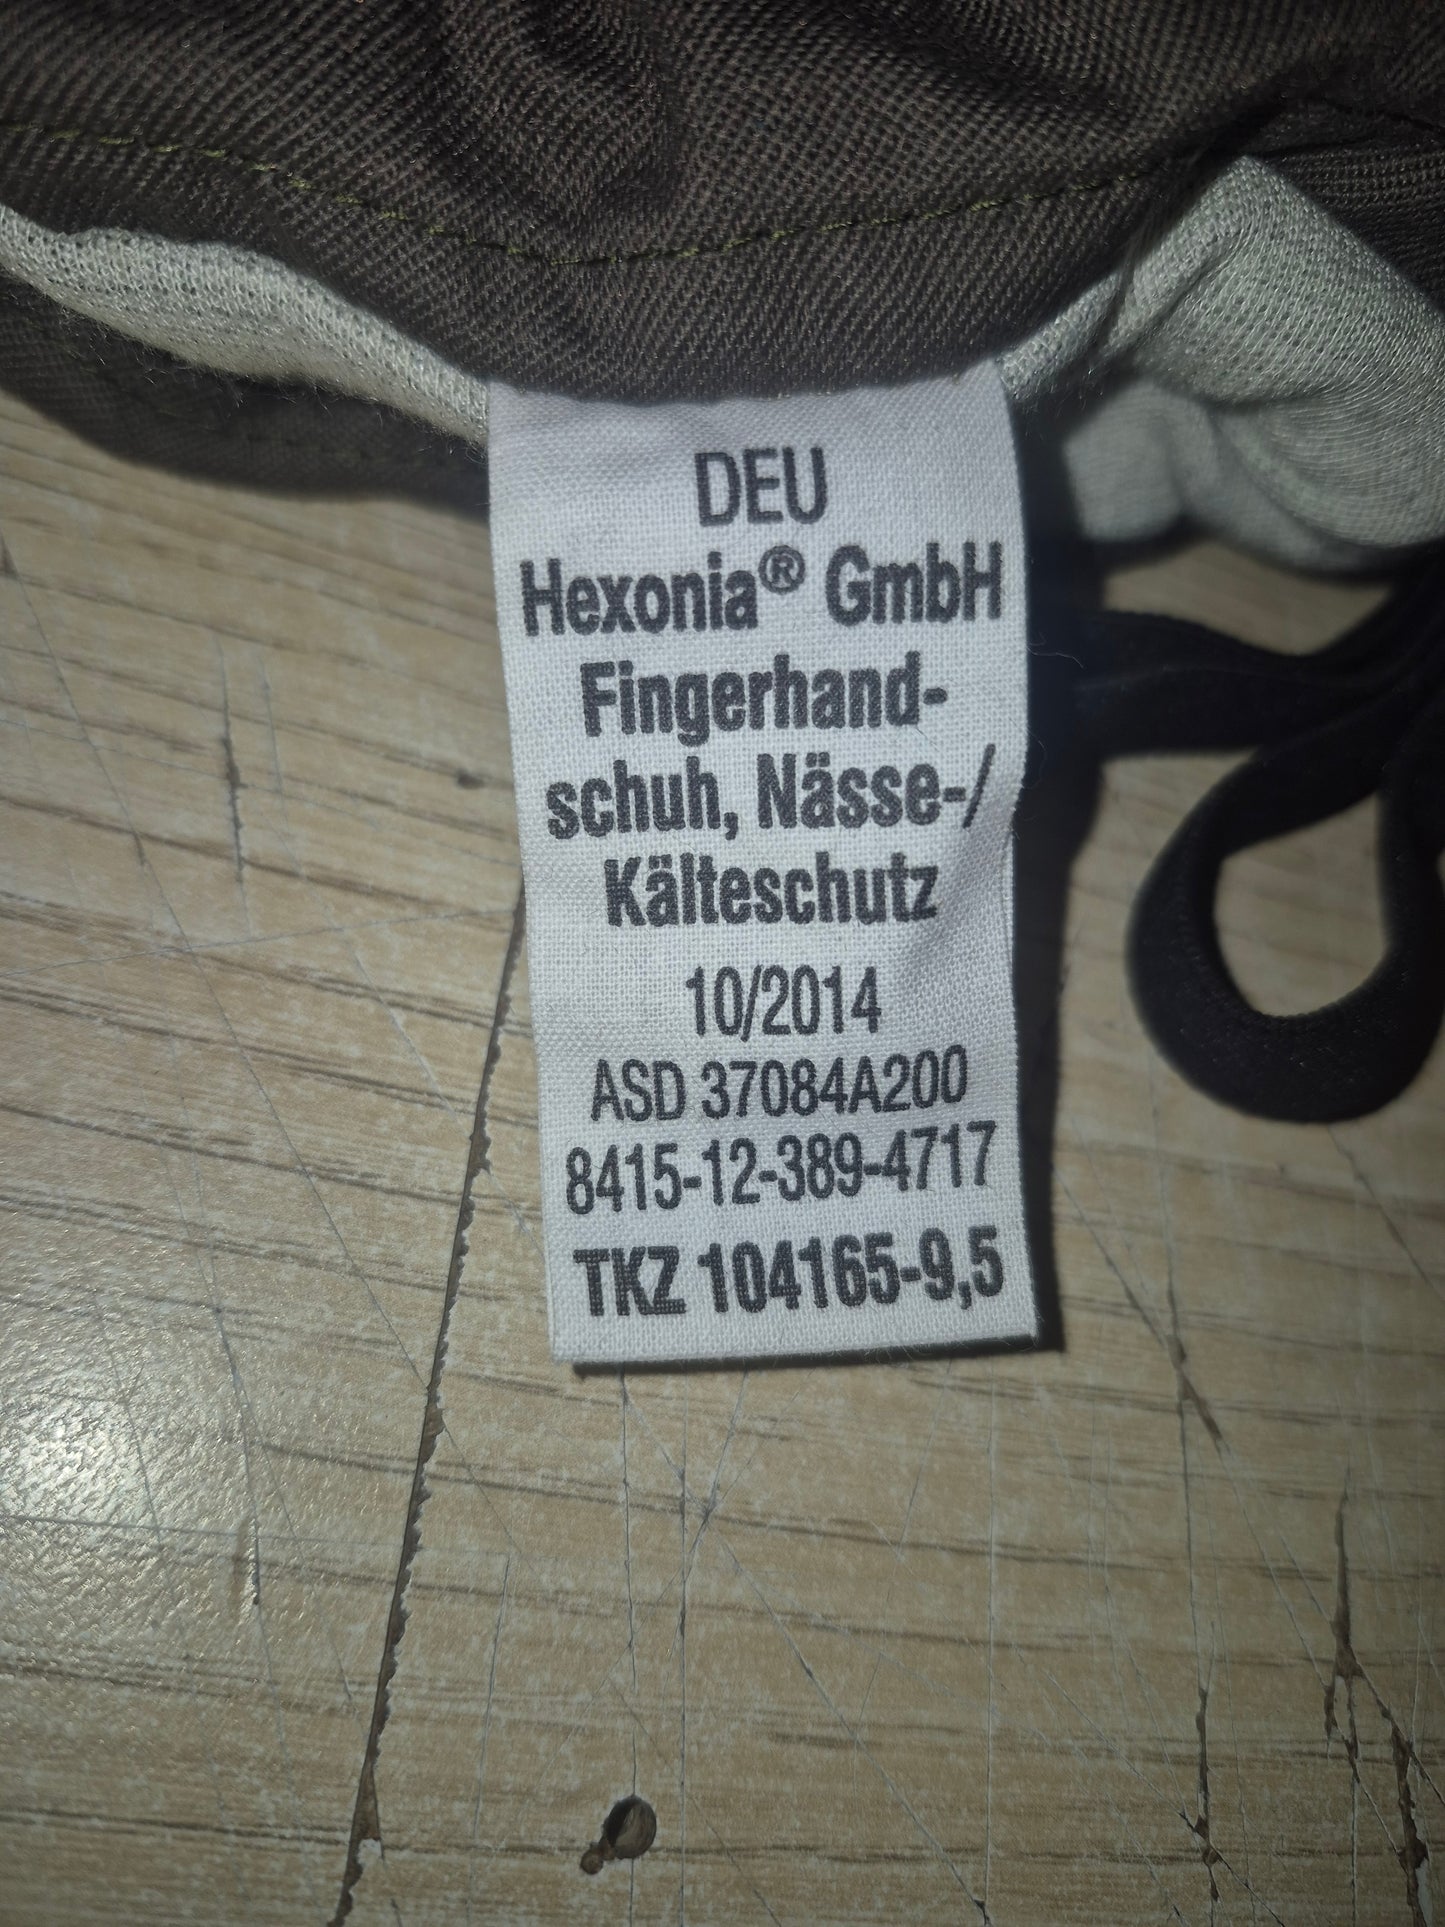 DEU
Hexonia® GmbH
Fingerhand-
schuh, Nässe-/
Kälteschutz
10/2014
ASD 37084A200
8415-12-389-4717
TKZ 104165-9,5